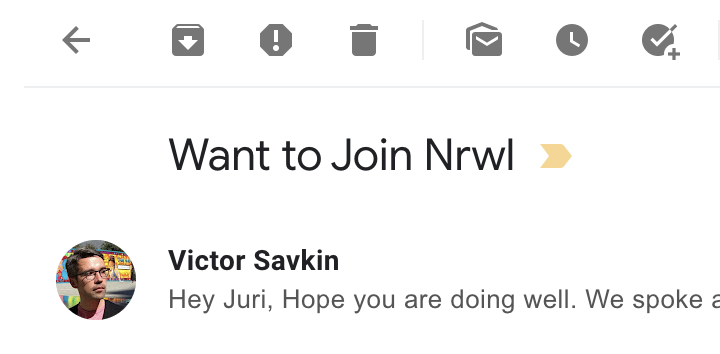 Want to Join Nrwl
Victor Savkin
Hey Juri, Hope you are doing well. We spoke a